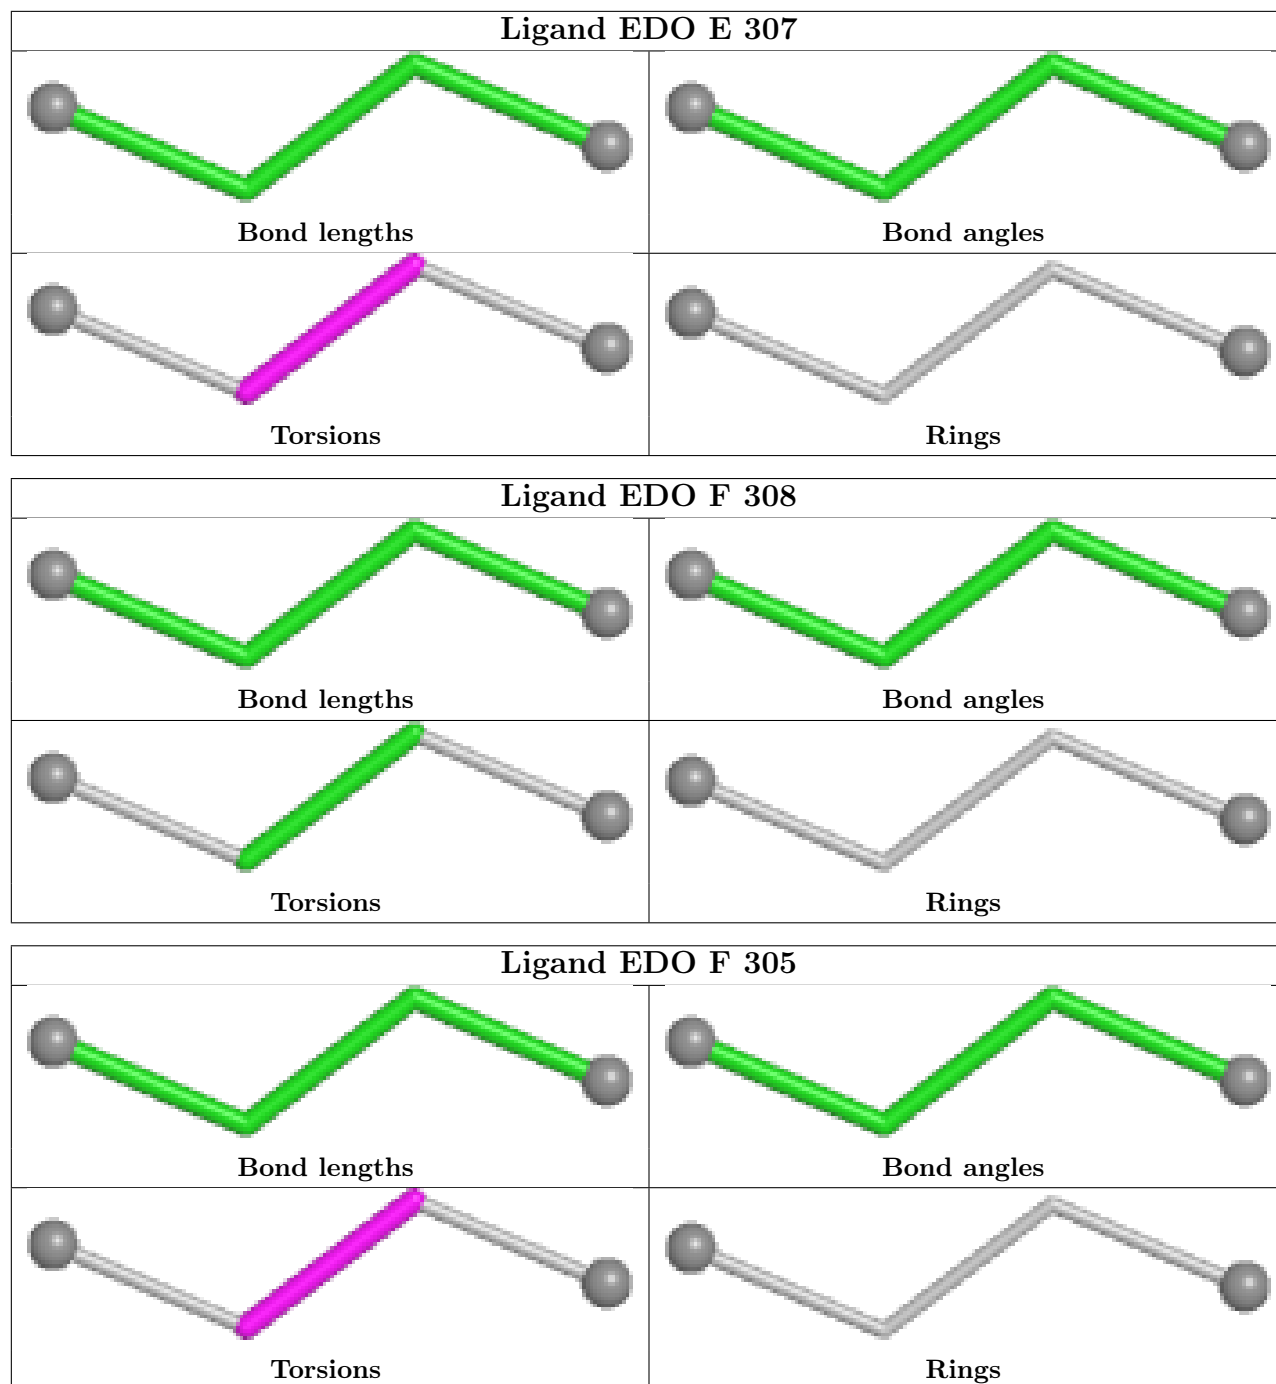 Ligand EDO E 307
Bond lengths
Bond angles
Torsions
Rings
Ligand EDO F 308
Bond lengths
Bond angles
Torsions
Rings
Ligand EDO F 305
Bond lengths
Bond angles
Torsions
Rings